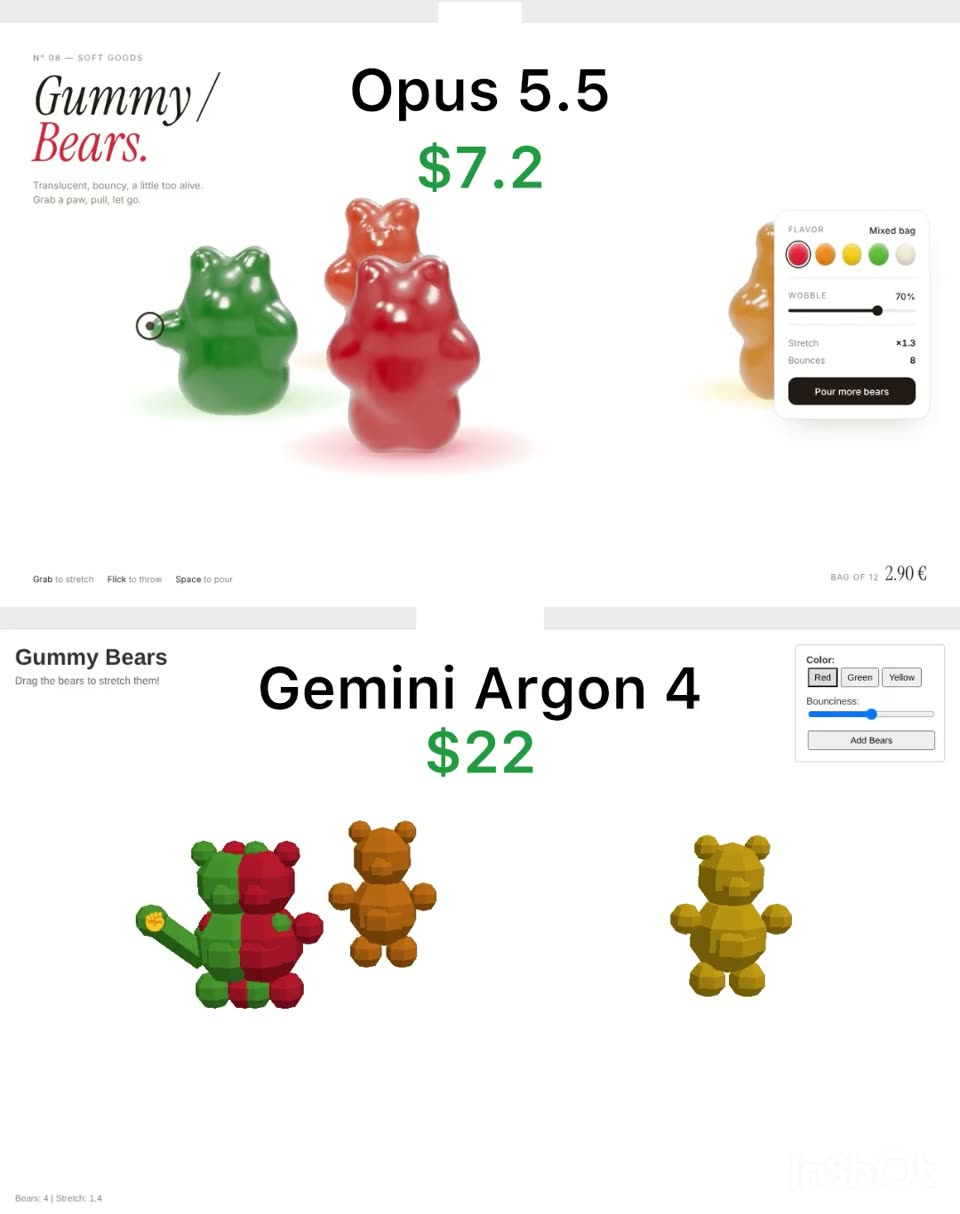 N° 08 — SOFT GOODS
Gummy /
Bears.
Translucent, bouncy, a little too alive.
Grab a paw, pull, let go.
Opus 5.5
$7.2
FLAVOR Mixed bag
WOBBLE 70%
Stretch ×1.3
Bounces 8
Pour more bears
Grab to stretch Flick to throw Space to pour
BAG OF 12 2.90 €
Gummy Bears
Drag the bears to stretch them!
Gemini Argon 4
$22
Color:
Red Green Yellow
Bounciness:
Add Bears
Bears: 4 | Stretch: 1.4
InShOt